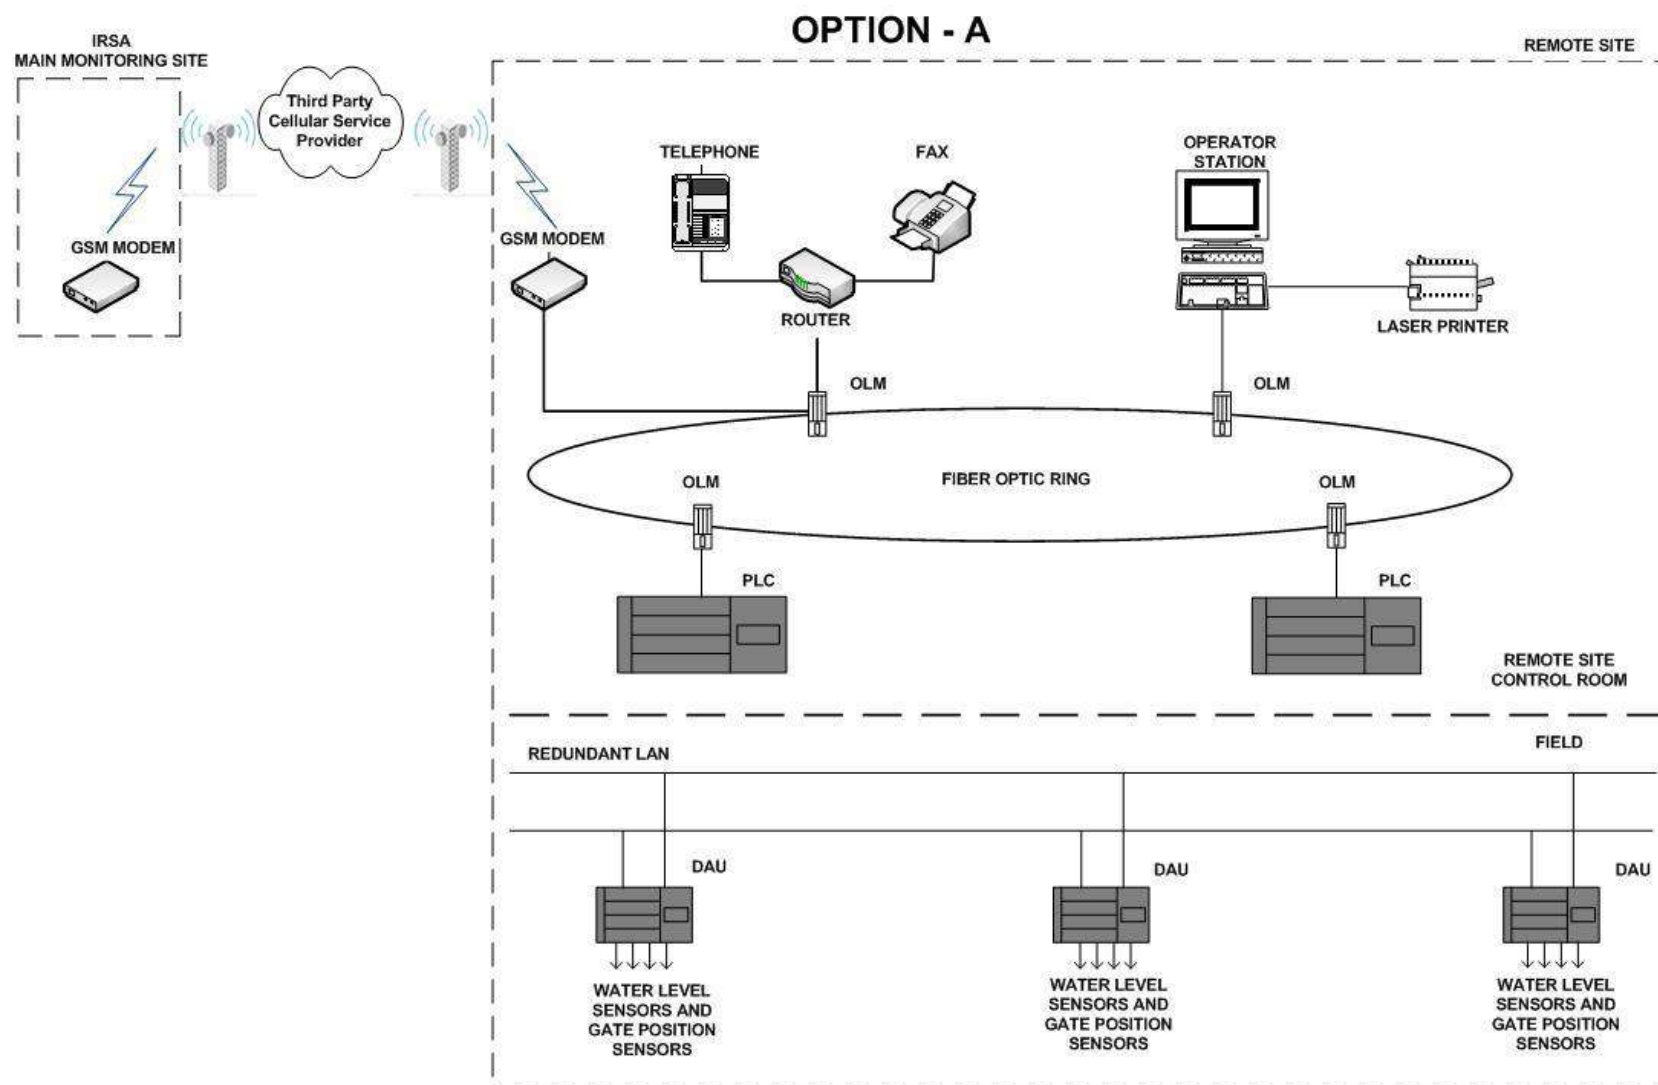 OPTION - A
IRSA
MAIN MONITORING SITE
REMOTE SITE
Third Party
Cellular Service
Provider
TELEPHONE
FAX
OPERATOR
STATION
GSM MODEM
GSM MODEM
ROUTER
LASER PRINTER
OLM
OLM
FIBER OPTIC RING
OLM
OLM
PLC
PLC
REMOTE SITE
CONTROL ROOM
REDUNDANT LAN
FIELD
DAU
DAU
DAU
WATER LEVEL
SENSORS AND
GATE POSITION
SENSORS
WATER LEVEL
SENSORS AND
GATE POSITION
SENSORS
WATER LEVEL
SENSORS AND
GATE POSITION
SENSORS